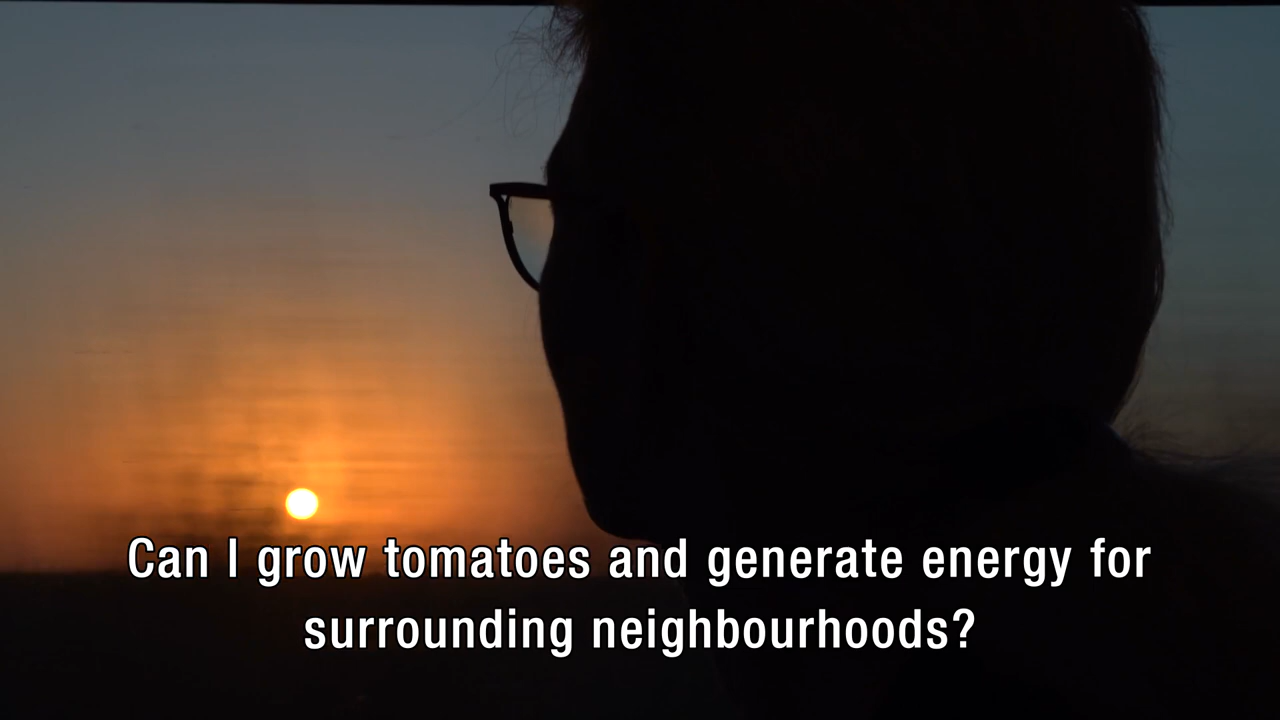 Can I grow tomatoes and generate energy for
surrounding neighbourhoods?